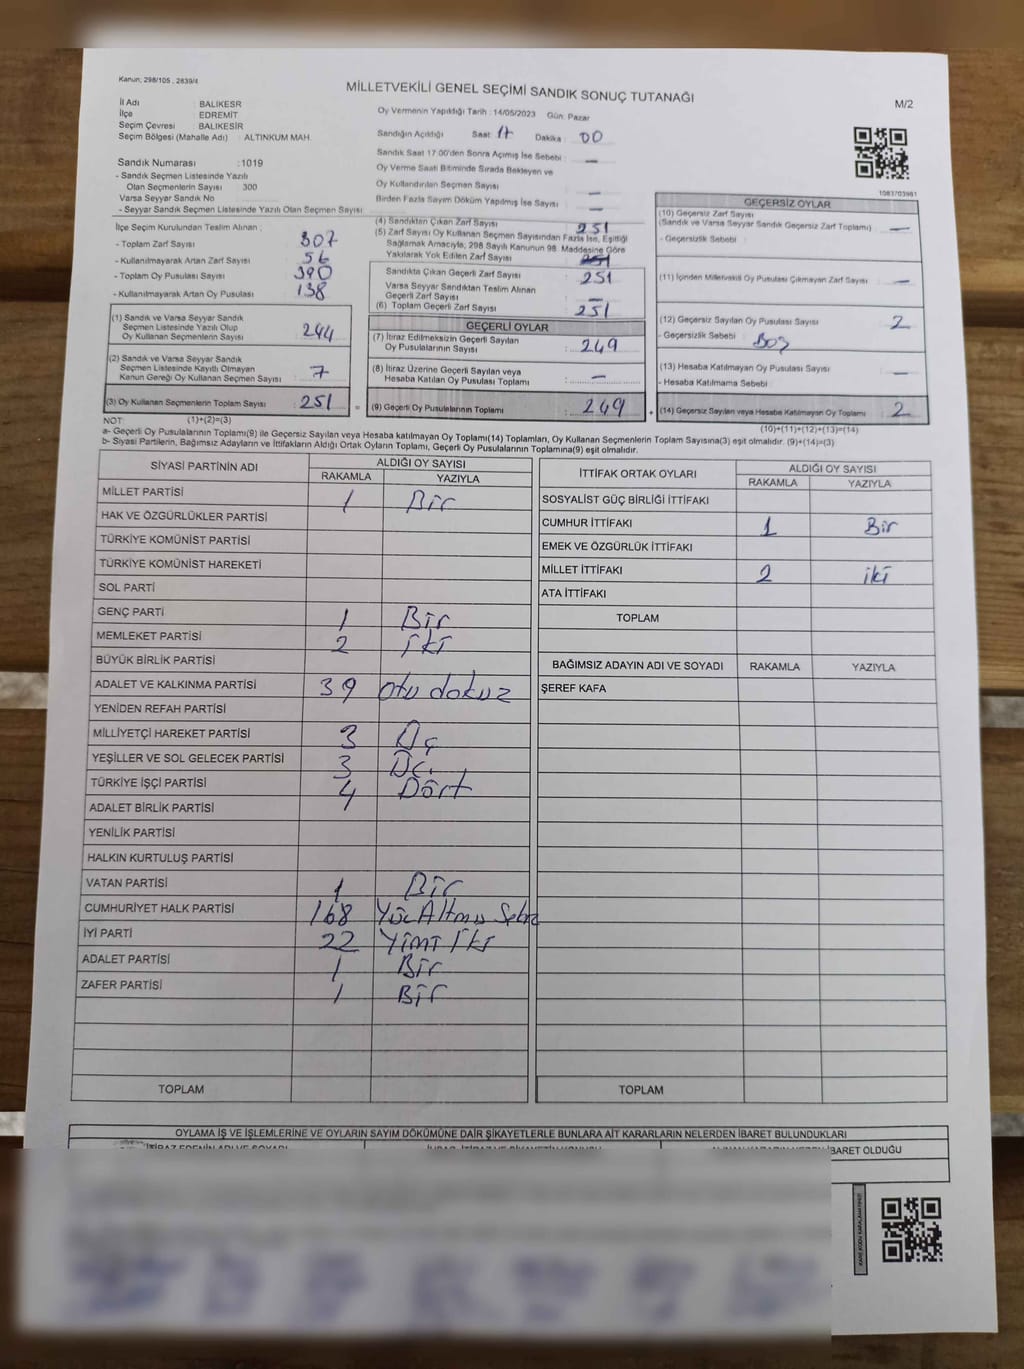 Kanun; 298/105 , 2839/4
MİLLETVEKİLİ GENEL SEÇİMİ SANDIK SONUÇ TUTANAĞI
M/2
İl Adı : BALIKESR
İlçe : EDREMİT
Seçim Çevresi : BALIKESİR
Seçim Bölgesi (Mahalle Adı) : ALTINKUM MAH.
Sandık Numarası : 1019
- Sandık Seçmen Listesinde Yazılı
Olan Seçmenlerin Sayısı 300
Varsa Seyyar Sandık No
- Seyyar Sandık Seçmen Listesinde Yazılı Olan Seçmen Sayısı
İlçe Seçim Kurulundan Teslim Alınan ;
- Toplam Zarf Sayısı : 307
- Kullanılmayarak Artan Zarf Sayısı : 56
- Toplam Oy Pusulası Sayısı : 390
- Kullanılmayarak Artan Oy Pusulası : 138
(1) Sandık ve Varsa Seyyar Sandık
Seçmen Listesinde Yazılı Olup
Oy Kullanan Seçmenlerin Sayısı : 244
(2) Sandık ve Varsa Seyyar Sandık
Seçmen Listesinde Kayıtlı Olmayan
Kanun Gereği Oy Kullanan Seçmen Sayısı : 7
(3) Oy Kullanan Seçmenlerin Toplam Sayısı : 251
Oy Vermenin Yapıldığı Tarih : 14/05/2023 Gün: Pazar
Sandığın Açıldığı Saat : 17 Dakika : 00
Sandık Saat 17.00'den Sonra Açımış İse Sebebi : —
Oy Verme Saati Bitiminde Sırada Bekleyen ve
Oy Kullandırılan Seçmen Sayısı : —
Birden Fazla Sayım Döküm Yapılmış İse Sayısı : —
(4) Sandıktan Çıkan Zarf Sayısı : 251
(5) Zarf Sayısı Oy Kullanan Seçmen Sayısından Fazla İse, Eşitliği
Sağlamak Amacıyla, 298 Sayılı Kanunun 98. Maddesine Göre
Yakılarak Yok Edilen Zarf Sayısı
Sandıkta Çıkan Geçerli Zarf Sayısı : 251
Varsa Seyyar Sandıktan Teslim Alınan
Geçerli Zarf Sayısı : —
(6) Toplam Geçerli Zarf Sayısı : 251
GEÇERLİ OYLAR
(7) İtiraz Edilmeksizin Geçerli Sayılan
Oy Pusulalarının Sayısı : 249
(8) İtiraz Üzerine Geçerli Sayılan veya
Hesaba Katılan Oy Pusulası Toplamı : —
= (9) Geçerli Oy Pusulalarının Toplamı : 249 +
1083703981
GEÇERSİZ OYLAR
(10) Geçersiz Zarf Sayısı
(Sandık ve Varsa Seyyar Sandık Geçersiz Zarf Toplamı) : —
- Geçersizlik Sebebi :
(11) İçinden Milletvekili Oy Pusulası Çıkmayan Zarf Sayısı : —
(12) Geçersiz Sayılan Oy Pusulası Sayısı : 2
- Geçersizlik Sebebi : Boş
(13) Hesaba Katılmayan Oy Pusulası Sayısı : —
- Hesaba Katılmama Sebebi :
(14) Geçersiz Sayılan veya Hesaba Katılmayan Oy Toplamı : 2
NOT: (1)+(2)=(3)
(10)+(11)+(12)+(13)=(14)
a- Geçerli Oy Pusulalarının Toplamı(9) ile Geçersiz Sayılan veya Hesaba katılmayan Oy Toplamı(14) Toplamları, Oy Kullanan Seçmenlerin Toplam Sayısına(3) eşit olmalıdır. (9)+(14)=(3)
b- Siyasi Partilerin, Bağımsız Adayların ve İttifakların Aldığı Ortak Oyların Toplamı, Geçerli Oy Pusulalarının Toplamına(9) eşit olmalıdır.
SİYASİ PARTİNİN ADI ALDIĞI OY SAYISI
RAKAMLA YAZIYLA
MİLLET PARTİSİ 1 Bir
HAK VE ÖZGÜRLÜKLER PARTİSİ
TÜRKİYE KOMÜNİST PARTİSİ
TÜRKİYE KOMÜNİST HAREKETİ
SOL PARTİ
GENÇ PARTİ 1 Bir
MEMLEKET PARTİSİ 2 iki
BÜYÜK BİRLİK PARTİSİ
ADALET VE KALKINMA PARTİSİ 39 otu dokuz
YENİDEN REFAH PARTİSİ
MİLLİYETÇİ HAREKET PARTİSİ 3 Üç
YEŞİLLER VE SOL GELECEK PARTİSİ 3 Üç.
TÜRKİYE İŞÇİ PARTİSİ 4 Dört
ADALET BİRLİK PARTİSİ
YENİLİK PARTİSİ
HALKIN KURTULUŞ PARTİSİ
VATAN PARTİSİ 1 Bir
CUMHURİYET HALK PARTİSİ 168
İYİ PARTİ 22 Yimi iki
ADALET PARTİSİ 1 Bir
ZAFER PARTİSİ 1 Bir
TOPLAM
İTTİFAK ORTAK OYLARI ALDIĞI OY SAYISI
RAKAMLA YAZIYLA
SOSYALİST GÜÇ BİRLİĞİ İTTİFAKI
CUMHUR İTTİFAKI 1 Bir
EMEK VE ÖZGÜRLÜK İTTİFAKI
MİLLET İTTİFAKI 2 iki
ATA İTTİFAKI
TOPLAM
BAĞIMSIZ ADAYIN ADI VE SOYADI RAKAMLA YAZIYLA
ŞEREF KAFA
TOPLAM
OYLAMA İŞ VE İŞLEMLERİNE VE OYLARIN SAYIM DÖKÜMÜNE DAİR ŞİKAYETLERLE BUNLARA AİT KARARLARIN NELERDEN İBARET BULUNDUKLARI
İBARET OLDUĞU